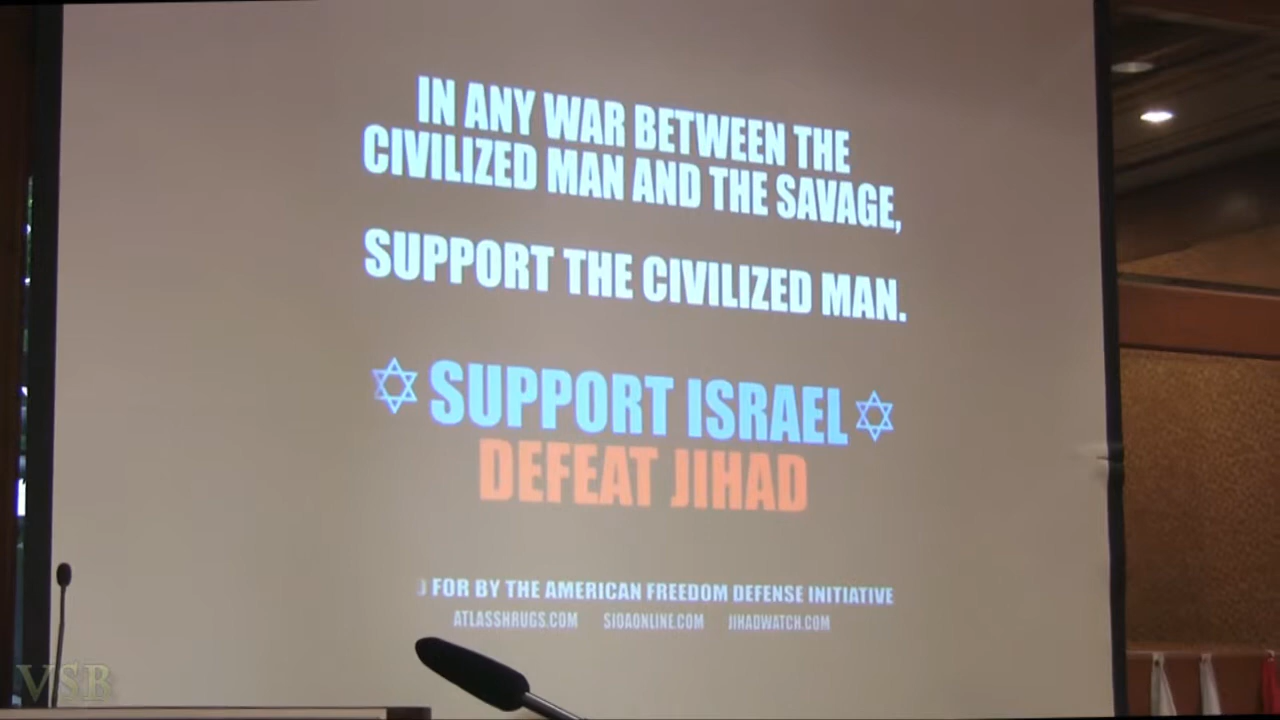 IN ANY WAR BETWEEN THE
CIVILIZED MAN AND THE SAVAGE,
SUPPORT THE CIVILIZED MAN.
SUPPORT ISRAEL
DEFEAT JIHAD
FOR BY THE AMERICAN FREEDOM DEFENSE INITIATIVE
ATLASSHRUGS.COM SIOAONLINE.COM JIHADWATCH.COM
VSB